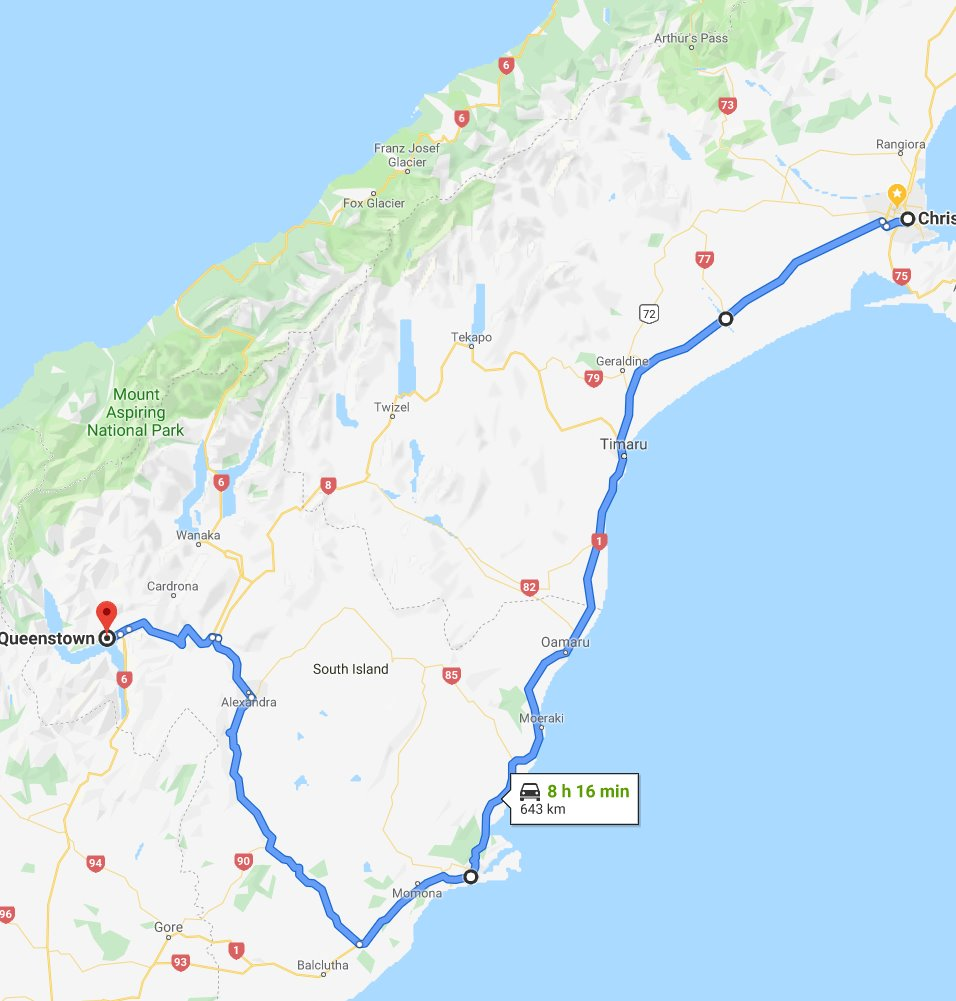 Arthur's Pass
6
73
6
Rangiora
Franz Josef
Glacier
Fox Glacier
Chris
77
75
72
Tekapo
Geraldine
79
Mount
Aspiring
National Park
Twizel
Timaru
6
8
Wanaka
1
82
Cardrona
Queenstown
Oamaru
South Island
85
6
Alexandra
Moeraki
8 h 16 min
643 km
94
90
Momona
96
Gore
1
93
Balclutha